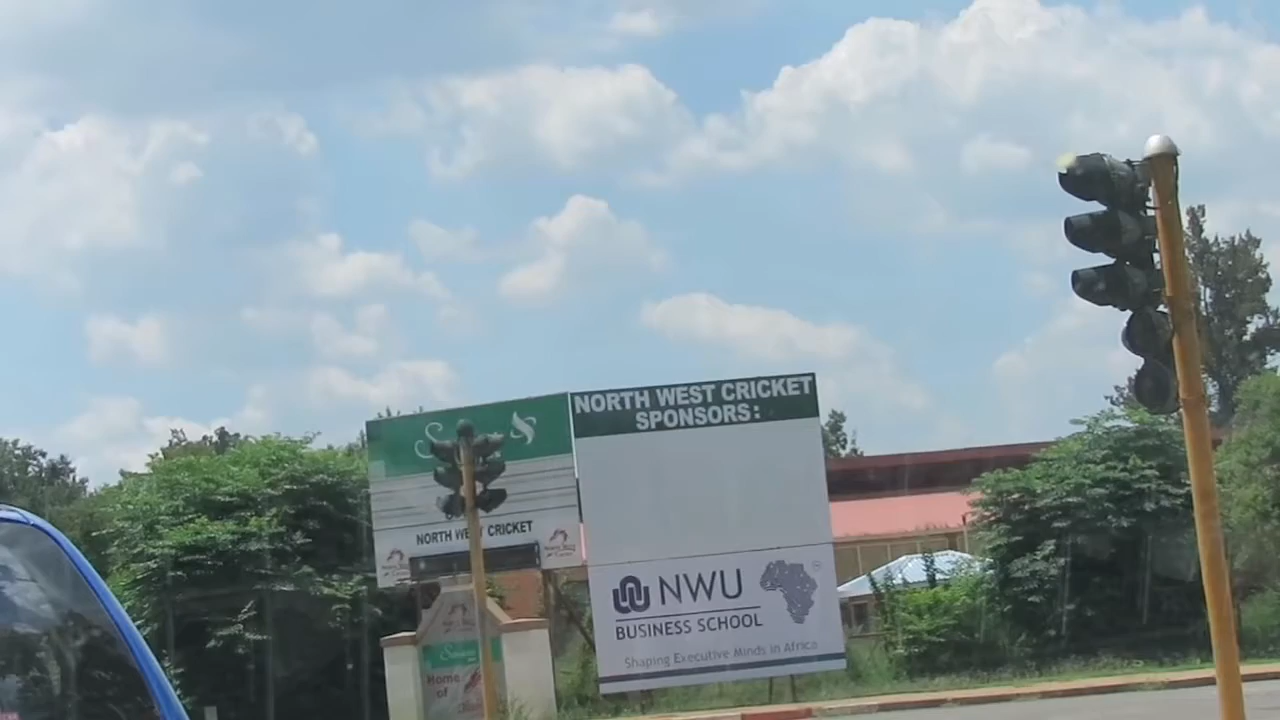 NORTH WEST CRICKET
SPONSORS:
NORTH WEST CRICKET
NWU
BUSINESS SCHOOL
Shaping Executive Minds in Africa
Home
of